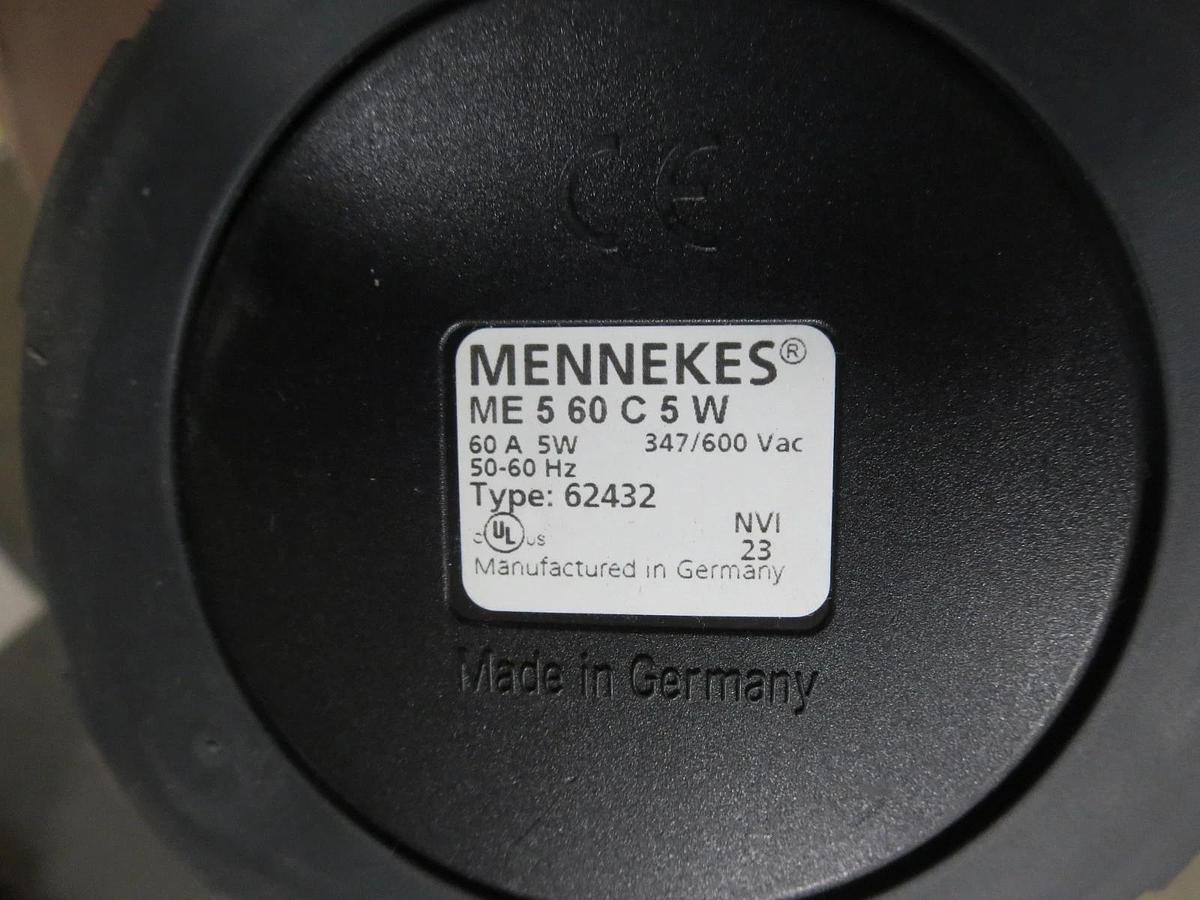 CE
MENNEKES®
ME 5 60 C 5 W
60 A 5W 347/600 Vac
50-60 Hz
Type: 62432
c UL us
NVI
23
Manufactured in Germany
Made in Germany